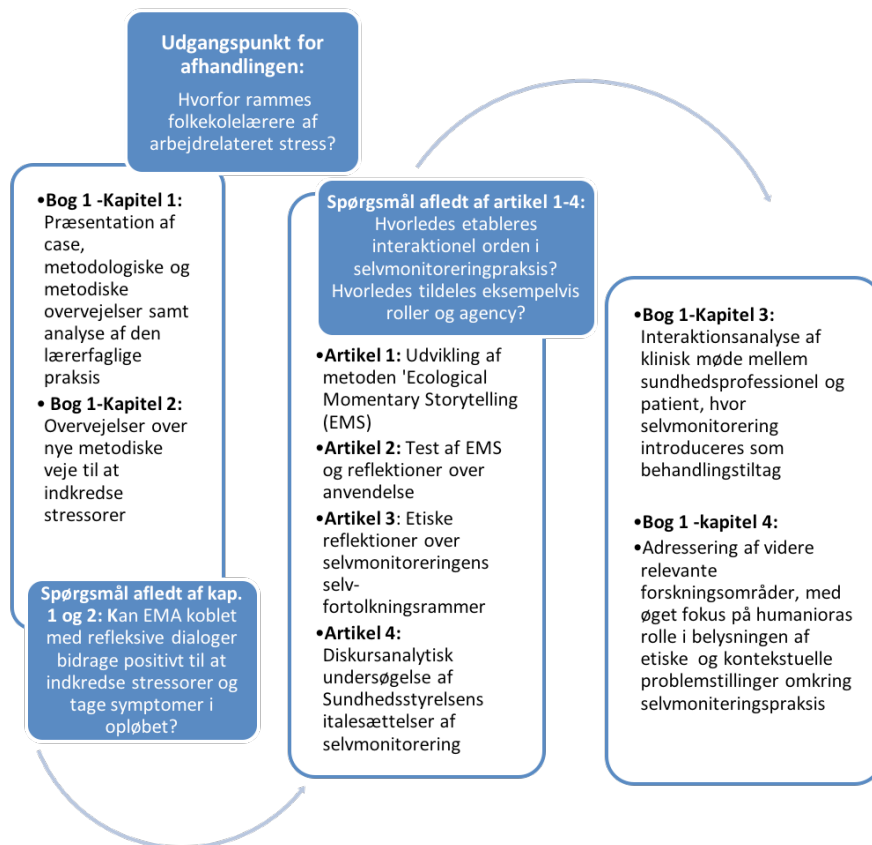 Udgangspunkt for
afhandlingen:
Hvorfor rammes
folkekolelærere af
arbejdrelateret stress?
•Bog 1 -Kapitel 1:
Præsentation af
case,
metodologiske og
metodiske
overvejelser samt
analyse af den
lærerfaglige
praksis
• Bog 1-Kapitel 2:
Overvejelser over
nye metodiske
veje til at
indkredse
stressorer
Spørgsmål afledt af kap.
1 og 2: Kan EMA koblet
med refleksive dialoger
bidrage positivt til at
indkredse stressorer og
tage symptomer i
opløbet?
Spørgsmål afledt af artikel 1-4:
Hvorledes etableres
interaktionel orden i
selvmonitoreringpraksis?
Hvorledes tildeles eksempelvis
roller og agency?
•Artikel 1: Udvikling af
metoden 'Ecological
Momentary Storytelling
(EMS)
•Artikel 2: Test af EMS
og reflektioner over
anvendelse
•Artikel 3: Etiske
reflektioner over
selvmonitoreringens
selv-
fortolkningsrammer
•Artikel 4:
Diskursanalytisk
undersøgelse af
Sundhedsstyrelsens
italesættelser af
selvmonitorering
•Bog 1-Kapitel 3:
Interaktionsanalyse af
klinisk møde mellem
sundhedsprofessionel og
patient, hvor
selvmonitorering
introduceres som
behandlingstiltag
•Bog 1 -kapitel 4:
•Adressering af videre
relevante
forskningsområder, med
øget fokus på humanioras
rolle i belysningen af
etiske og kontekstuelle
problemstillinger omkring
selvmoniteringspraksis